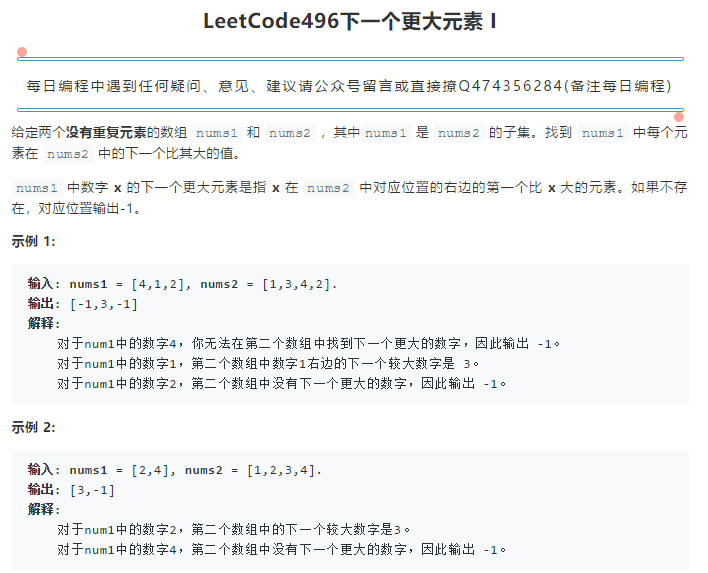 LeetCode496下一个更大元素 I
每日编程中遇到任何疑问、意见、建议请公众号留言或直接撩Q474356284(备注每日编程)
给定两个没有重复元素的数组 nums1 和 nums2 ，其中 nums1 是 nums2 的子集。找到 nums1 中每个元
素在 nums2 中的下一个比其大的值。
nums1 中数字 x 的下一个更大元素是指 x 在 nums2 中对应位置的右边的第一个比 x 大的元素。如果不存
在，对应位置输出-1。
示例 1:
输入: nums1 = [4,1,2], nums2 = [1,3,4,2].
输出: [-1,3,-1]
解释:
对于num1中的数字4，你无法在第二个数组中找到下一个更大的数字，因此输出 -1。
对于num1中的数字1，第二个数组中数字1右边的下一个较大数字是 3。
对于num1中的数字2，第二个数组中没有下一个更大的数字，因此输出 -1。
示例 2:
输入: nums1 = [2,4], nums2 = [1,2,3,4].
输出: [3,-1]
解释:
对于num1中的数字2，第二个数组中的下一个较大数字是3。
对于num1中的数字4，第二个数组中没有下一个更大的数字，因此输出 -1。